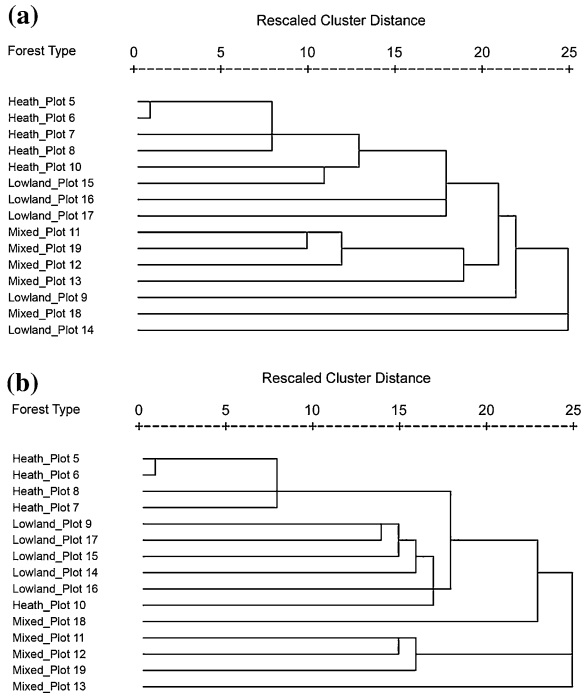 (a)
Rescaled Cluster Distance
Forest Type
0 5 10 15 20 25
Heath_Plot 5
Heath_Plot 6
Heath_Plot 7
Heath_Plot 8
Heath_Plot 10
Lowland_Plot 15
Lowland_Plot 16
Lowland_Plot 17
Mixed_Plot 11
Mixed_Plot 19
Mixed_Plot 12
Mixed_Plot 13
Lowland_Plot 9
Mixed_Plot 18
Lowland_Plot 14
(b)
Rescaled Cluster Distance
Forest Type
0 5 10 15 20 25
Heath_Plot 5
Heath_Plot 6
Heath_Plot 8
Heath_Plot 7
Lowland_Plot 9
Lowland_Plot 17
Lowland_Plot 15
Lowland_Plot 14
Lowland_Plot 16
Heath_Plot 10
Mixed_Plot 18
Mixed_Plot 11
Mixed_Plot 12
Mixed_Plot 19
Mixed_Plot 13